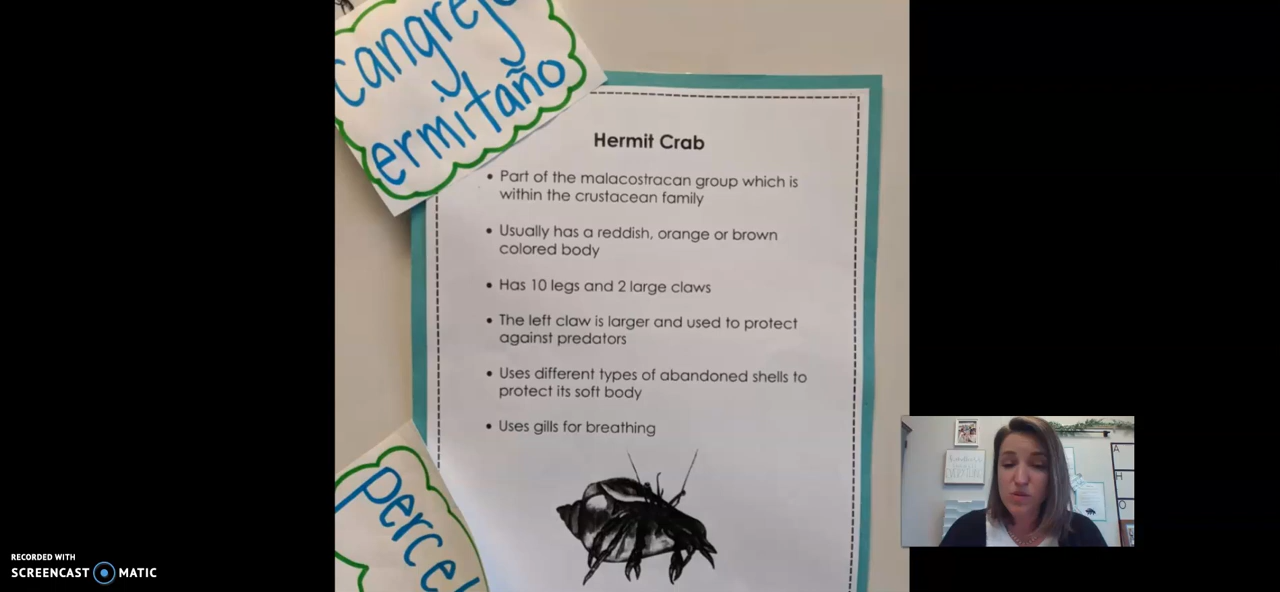 cangrejo
ermitaño
Hermit Crab
• Part of the malacostracan group which is
within the crustacean family
• Usually has a reddish, orange or brown
colored body
• Has 10 legs and 2 large claws
• The left claw is larger and used to protect
against predators
• Uses different types of abandoned shells to
protect its soft body
• Uses gills for breathing
A
H
O
RECORDED WITH
SCREENCAST MATIC